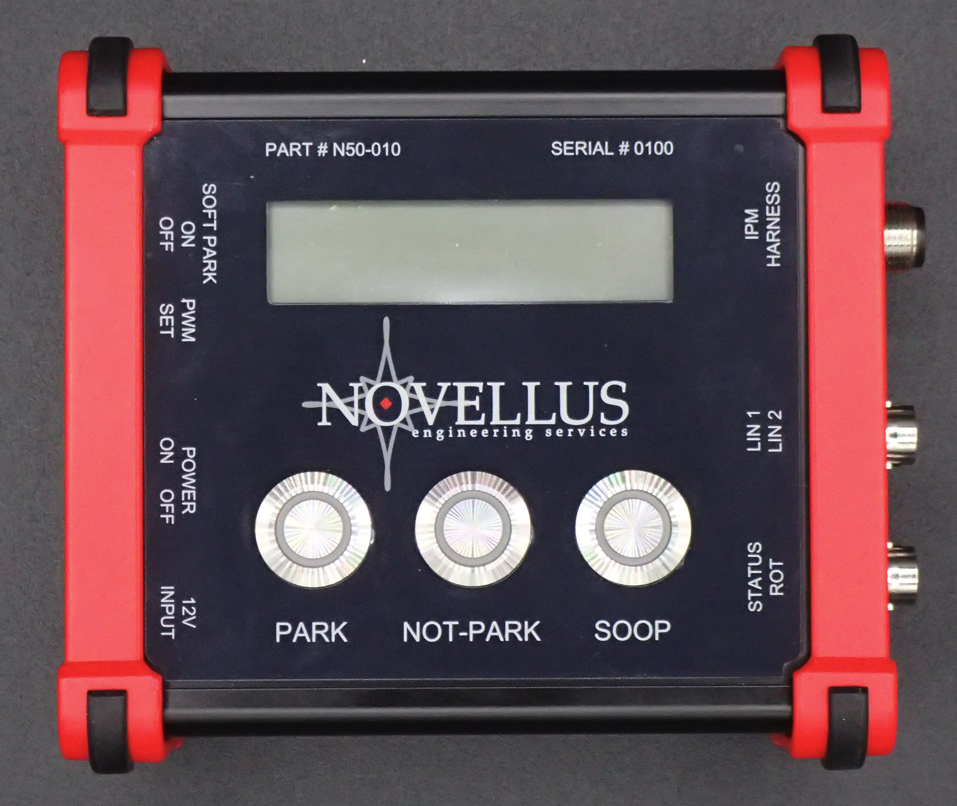 PART # N50-010
SERIAL # 0100
SOFT PARK
ON
OFF
PWM
SET
POWER
ON OFF
12V
INPUT
IPM
HARNESS
LIN 1
LIN 2
STATUS
ROT
NOVELLUS
engineering services
PARK
NOT-PARK
SOOP